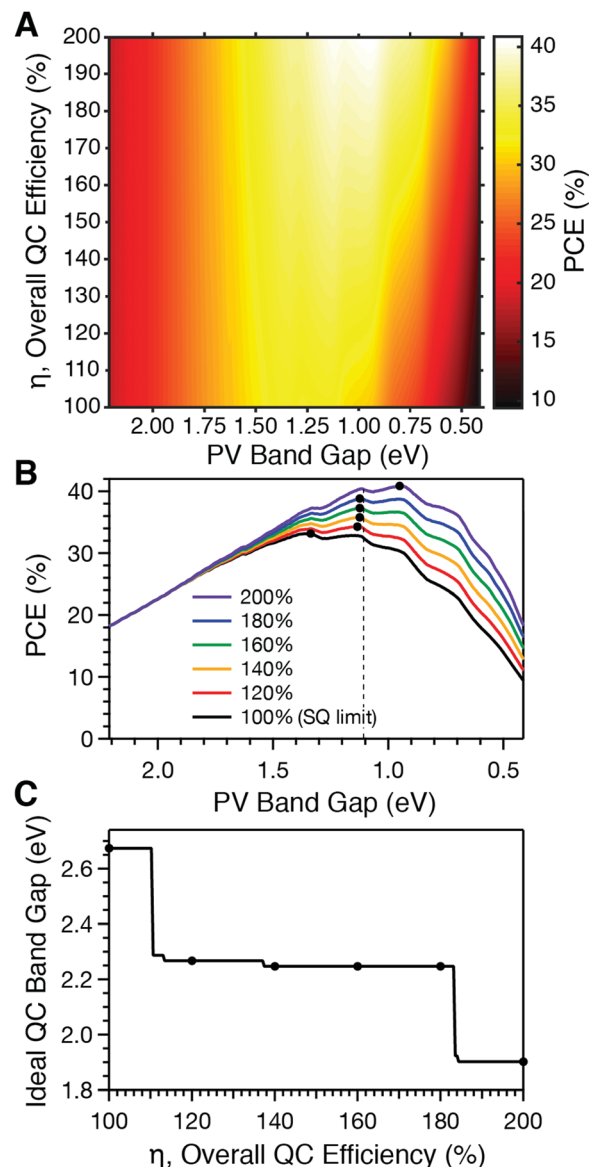 A
η, Overall QC Efficiency (%)
200
190
180
170
160
150
140
130
120
110
100
2.00 1.75 1.50 1.25 1.00 0.75 0.50
PV Band Gap (eV)
40
35
30
25
20
15
10
PCE (%)
B
PCE (%)
40
30
20
10
0
200%
180%
160%
140%
120%
100% (SQ limit)
2.0 1.5 1.0 0.5
PV Band Gap (eV)
C
Ideal QC Band Gap (eV)
2.6
2.4
2.2
2.0
1.8
100 120 140 160 180 200
η, Overall QC Efficiency (%)